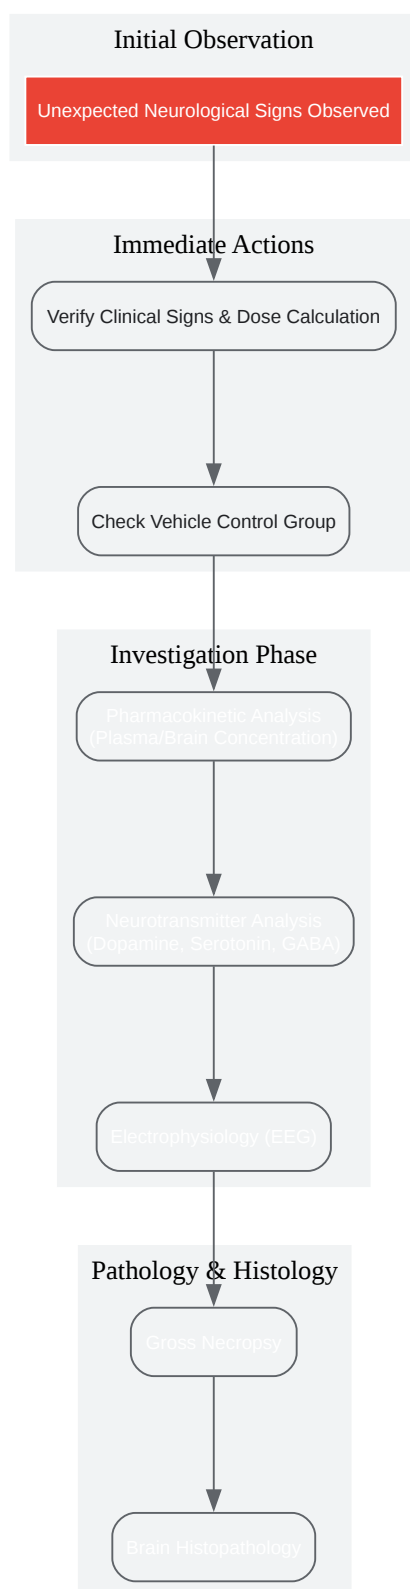 Initial Observation
Unexpected Neurological Signs Observed
Immediate Actions
Verify Clinical Signs & Dose Calculation
Check Vehicle Control Group
Investigation Phase
Pharmacokinetic Analysis
(Plasma/Brain Concentration)
Neurotransmitter Analysis
(Dopamine, Serotonin, GABA)
Electrophysiology (EEG)
Pathology & Histology
Gross Necropsy
Brain Histopathology